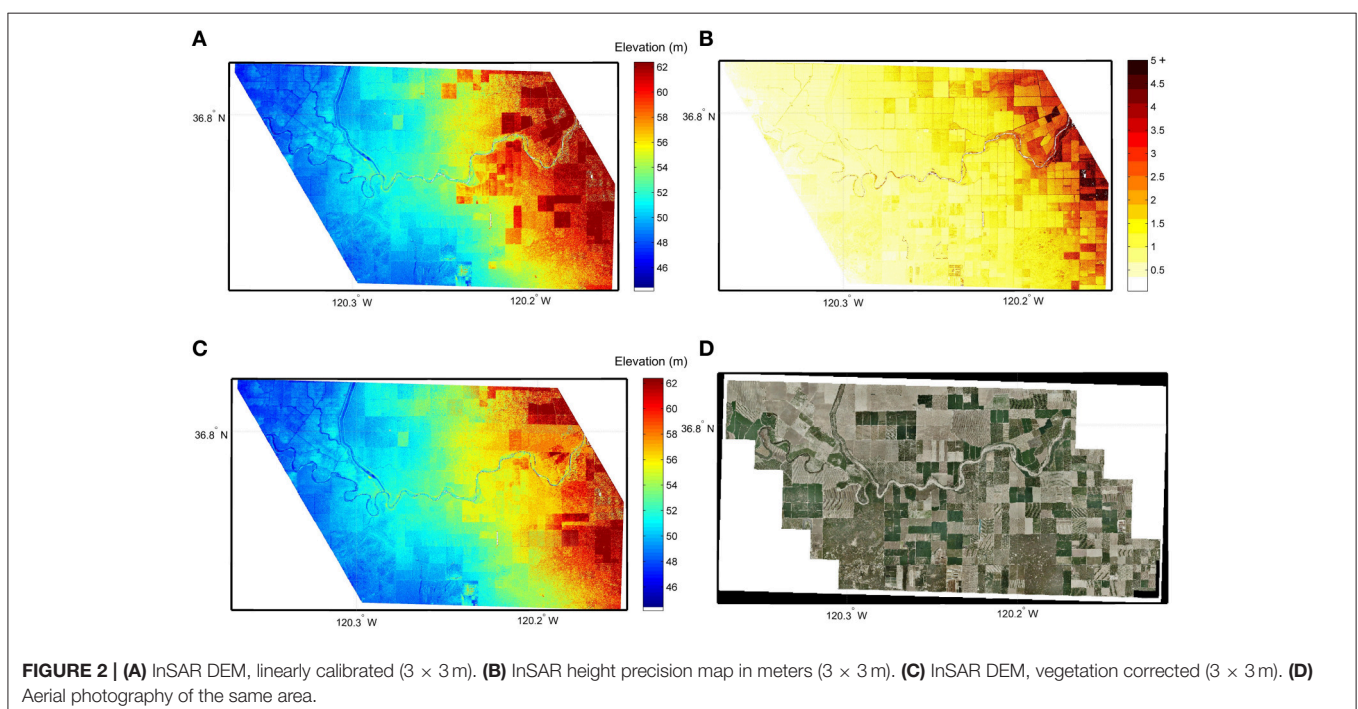 A
Elevation (m)
62
60
58
56
54
52
50
48
46
36.8° N
120.3° W
120.2° W
B
5 +
4.5
4
3.5
3
2.5
2
1.5
1
0.5
36.8° N
120.3° W
120.2° W
C
Elevation (m)
62
60
58
56
54
52
50
48
46
36.8° N
120.3° W
120.2° W
D
36.8° N
120.3° W
120.2° W
FIGURE 2 | (A) InSAR DEM, linearly calibrated (3 × 3 m). (B) InSAR height precision map in meters (3 × 3 m). (C) InSAR DEM, vegetation corrected (3 × 3 m). (D)
Aerial photography of the same area.